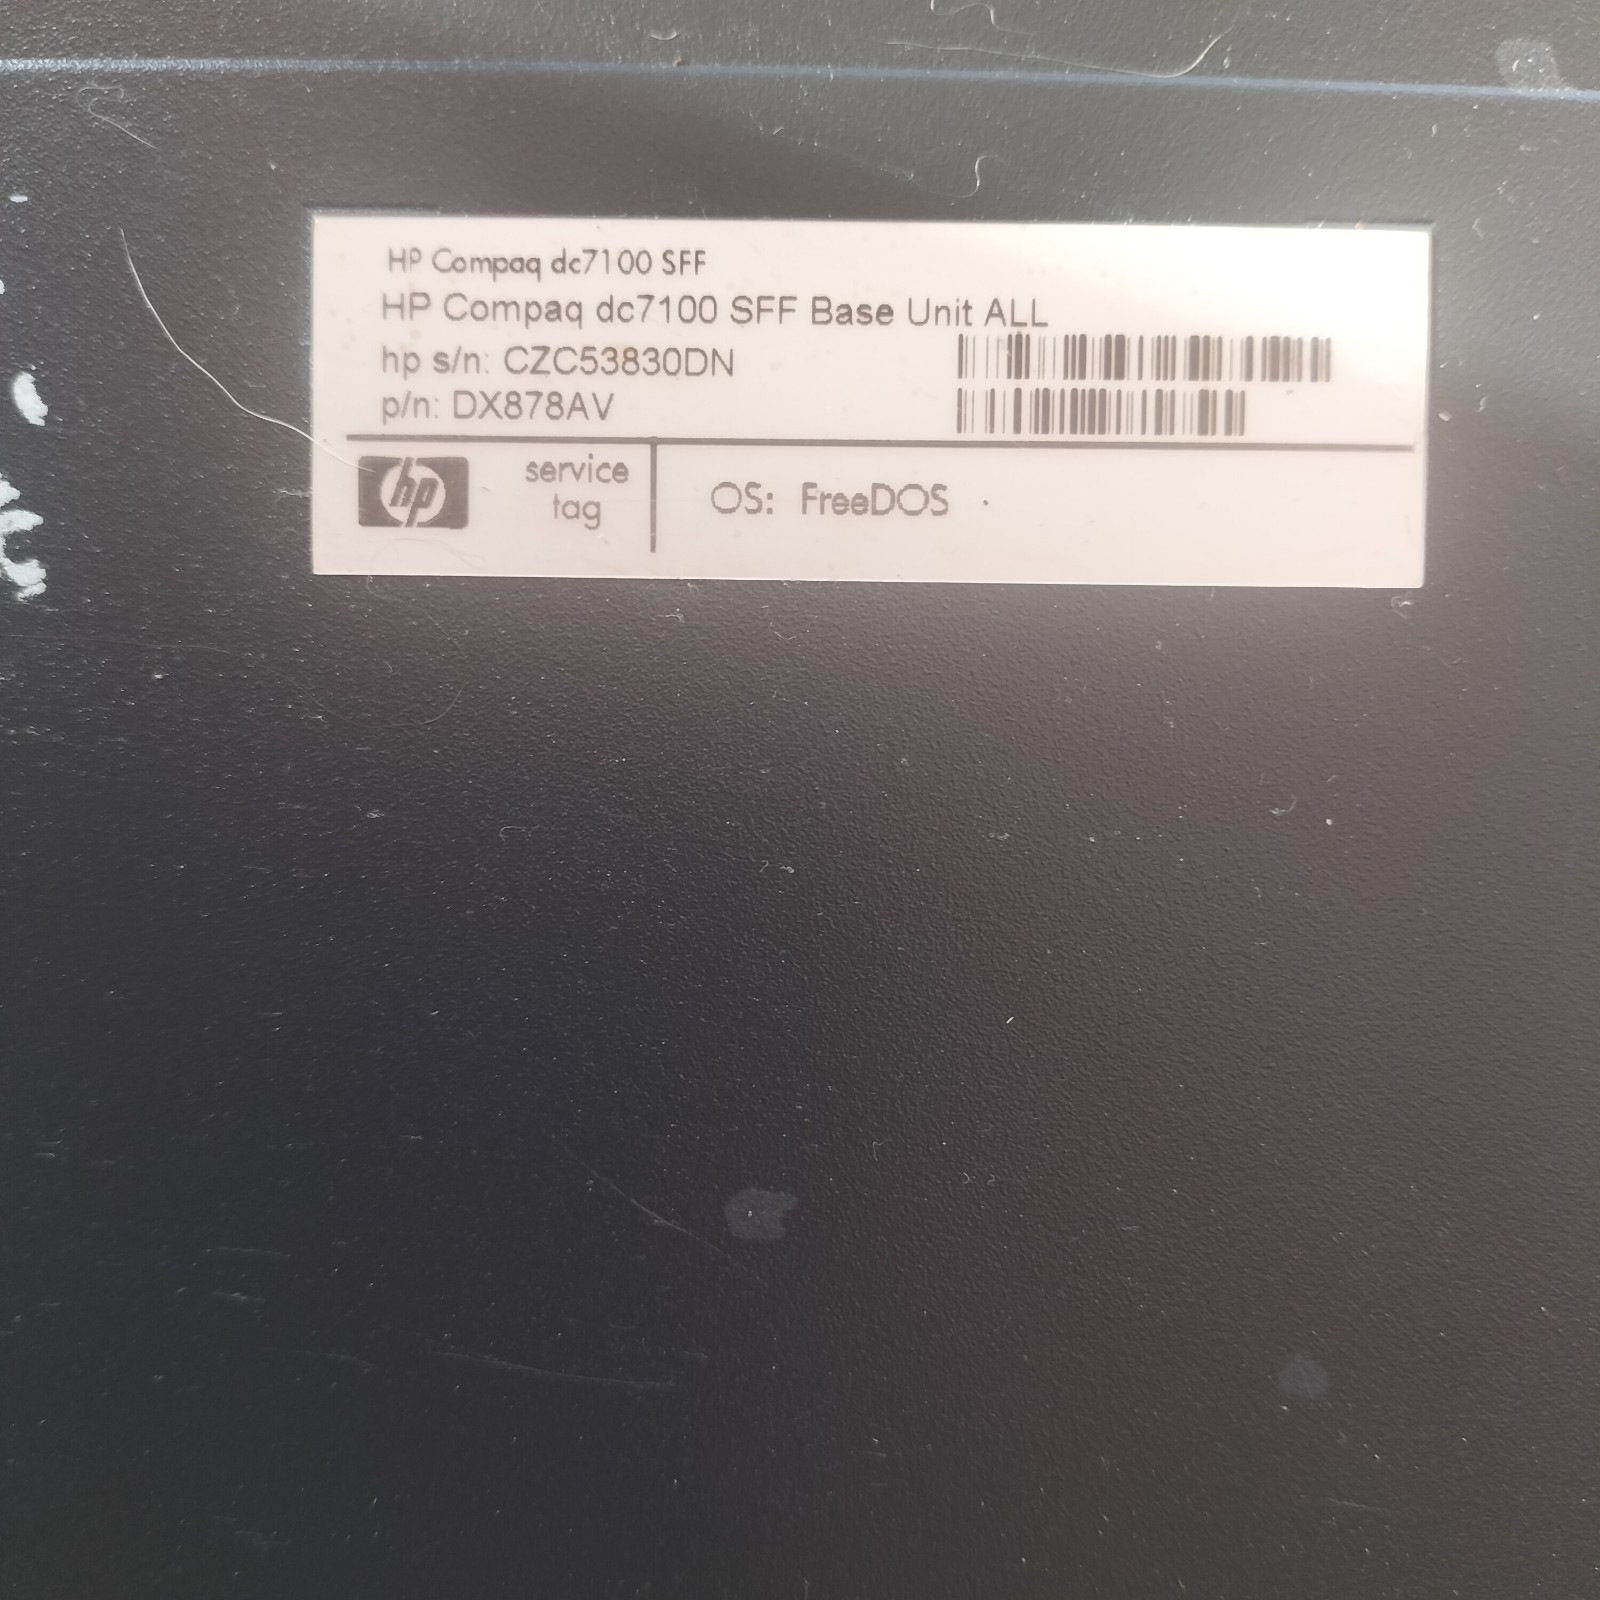 HP Compaq dc7100 SFF
HP Compaq dc7100 SFF Base Unit ALL
hp s/n: CZC53830DN
p/n: DX878AV
hp
service
tag
OS: FreeDOS